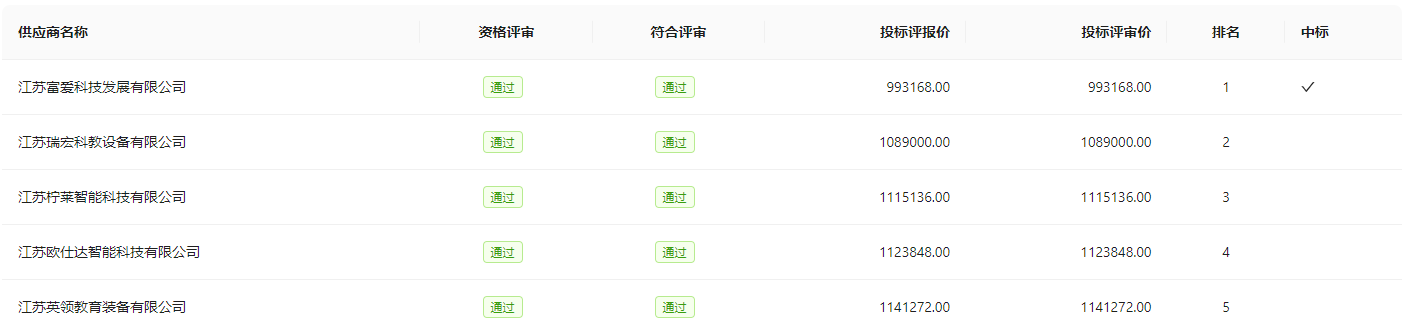 供应商名称 资格评审 符合评审 投标评报价 投标评审价 排名 中标
江苏富爱科技发展有限公司 通过 通过 993168.00 993168.00 1
江苏瑞宏科教设备有限公司 通过 通过 1089000.00 1089000.00 2
江苏柠莱智能科技有限公司 通过 通过 1115136.00 1115136.00 3
江苏欧仕达智能科技有限公司 通过 通过 1123848.00 1123848.00 4
江苏英领教育装备有限公司 通过 通过 1141272.00 1141272.00 5